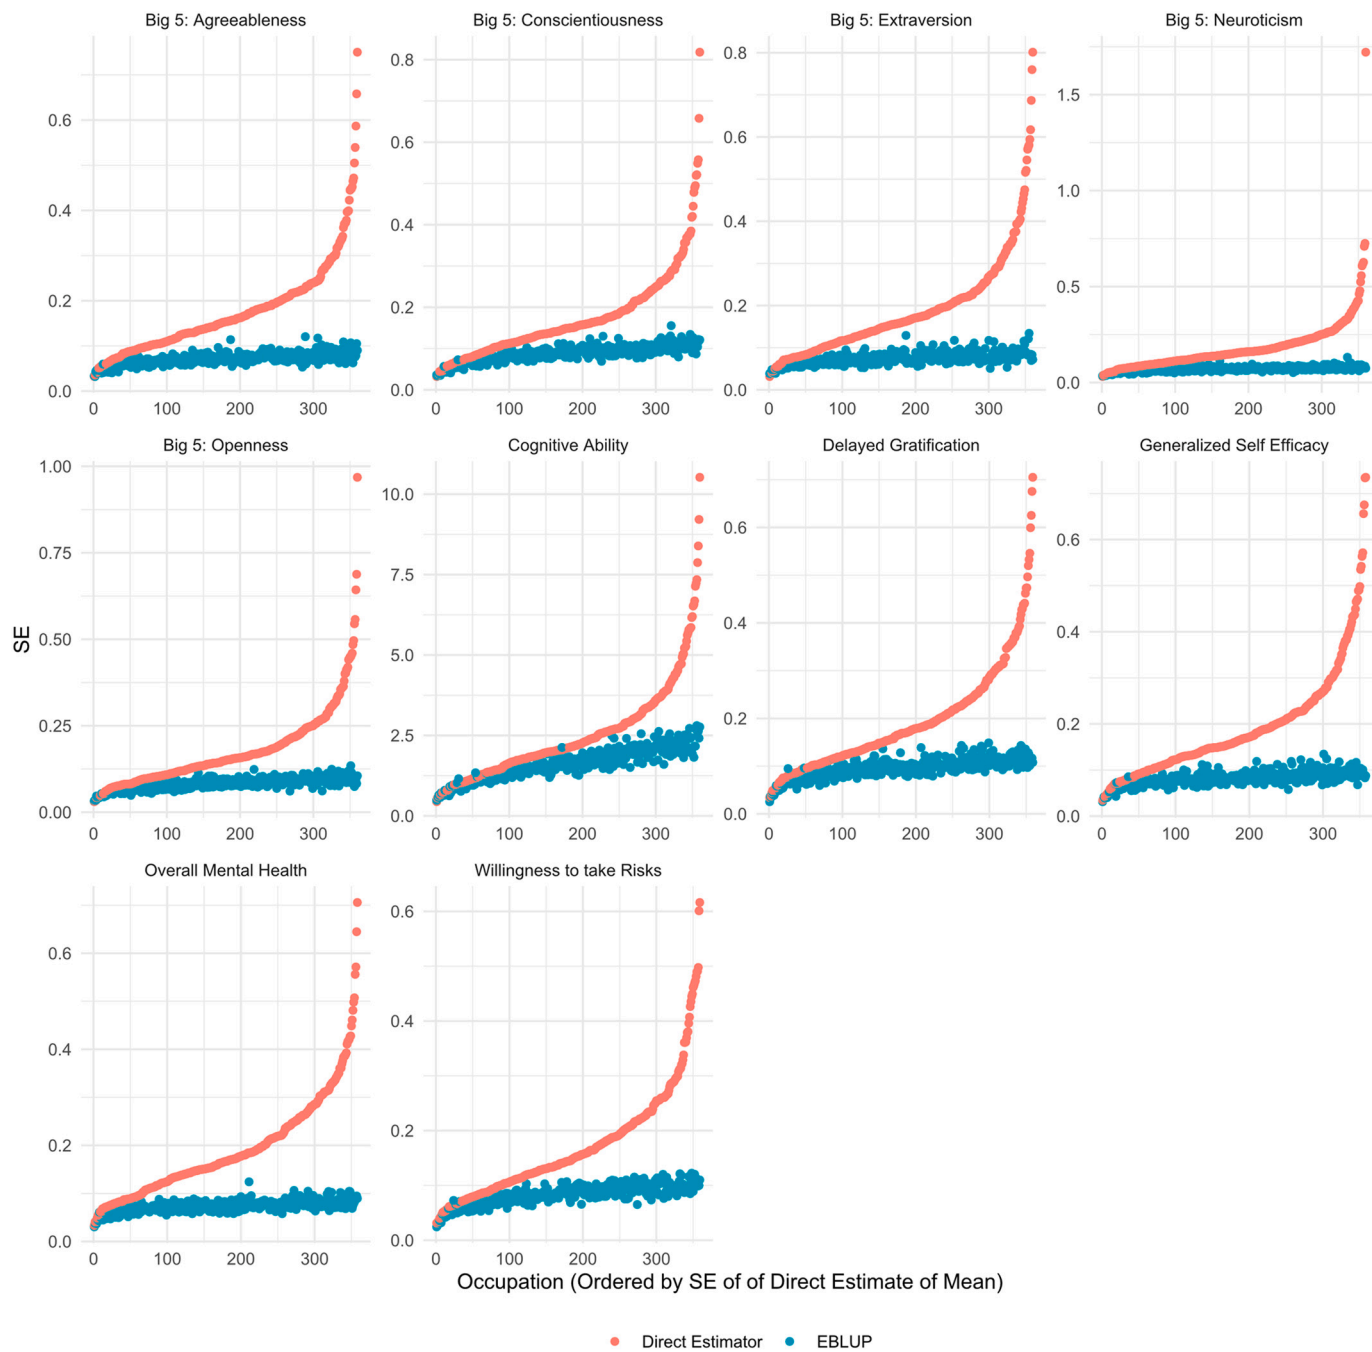 Big 5: Agreeableness
Big 5: Conscientiousness
Big 5: Extraversion
Big 5: Neuroticism
0.6
0.4
0.2
0.0
0 100 200 300
0.8
0.6
0.4
0.2
0.0
0 100 200 300
0.8
0.6
0.4
0.2
0.0
0 100 200 300
1.5
1.0
0.5
0.0
0 100 200 300
SE
Big 5: Openness
Cognitive Ability
Delayed Gratification
Generalized Self Efficacy
1.00
0.75
0.50
0.25
0.00
0 100 200 300
10.0
7.5
5.0
2.5
0.0
0 100 200 300
0.6
0.4
0.2
0.0
0 100 200 300
0.6
0.4
0.2
0.0
0 100 200 300
Overall Mental Health
Willingness to take Risks
0.6
0.4
0.2
0.0
0 100 200 300
0.6
0.4
0.2
0.0
0 100 200 300
Occupation (Ordered by SE of of Direct Estimate of Mean)
Direct Estimator EBLUP